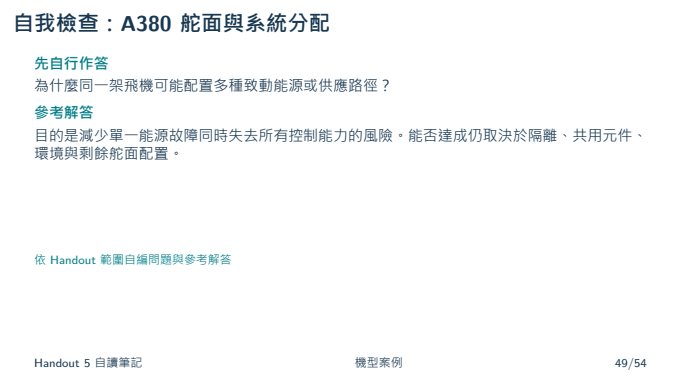 自我檢查：A380 舵面與系統分配
先自行作答
為什麼同一架飛機可能配置多種致動能源或供應路徑？
參考解答
目的是減少單一能源故障同時失去所有控制能力的風險。能否達成仍取決於隔離、共用元件、
環境與剩餘舵面配置。
依 Handout 範圍自編問題與參考解答
Handout 5 自讀筆記
機型案例
49/54